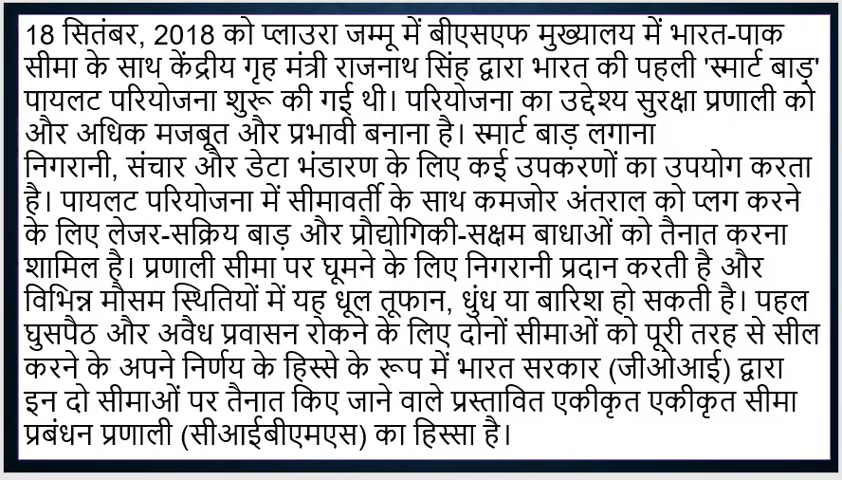 18 सितंबर, 2018 को प्लाउरा जम्मू में बीएसएफ मुख्यालय में भारत-पाक
सीमा के साथ केंद्रीय गृह मंत्री राजनाथ सिंह द्वारा भारत की पहली 'स्मार्ट बाड़'
पायलट परियोजना शुरू की गई थी। परियोजना का उद्देश्य सुरक्षा प्रणाली को
और अधिक मजबूत और प्रभावी बनाना है। स्मार्ट बाड़ लगाना
निगरानी, संचार और डेटा भंडारण के लिए कई उपकरणों का उपयोग करता
है। पायलट परियोजना में सीमावर्ती के साथ कमजोर अंतराल को प्लग करने
के लिए लेजर-सक्रिय बाड़ और प्रौद्योगिकी-सक्षम बाधाओं को तैनात करना
शामिल है। प्रणाली सीमा पर घूमने के लिए निगरानी प्रदान करती है और
विभिन्न मौसम स्थितियों में यह धूल तूफान, धुंध या बारिश हो सकती है। पहल
घुसपैठ और अवैध प्रवासन रोकने के लिए दोनों सीमाओं को पूरी तरह से सील
करने के अपने निर्णय के हिस्से के रूप में भारत सरकार (जीओआई) द्वारा
इन दो सीमाओं पर तैनात किए जाने वाले प्रस्तावित एकीकृत एकीकृत सीमा
प्रबंधन प्रणाली (सीआईबीएमएस) का हिस्सा है।